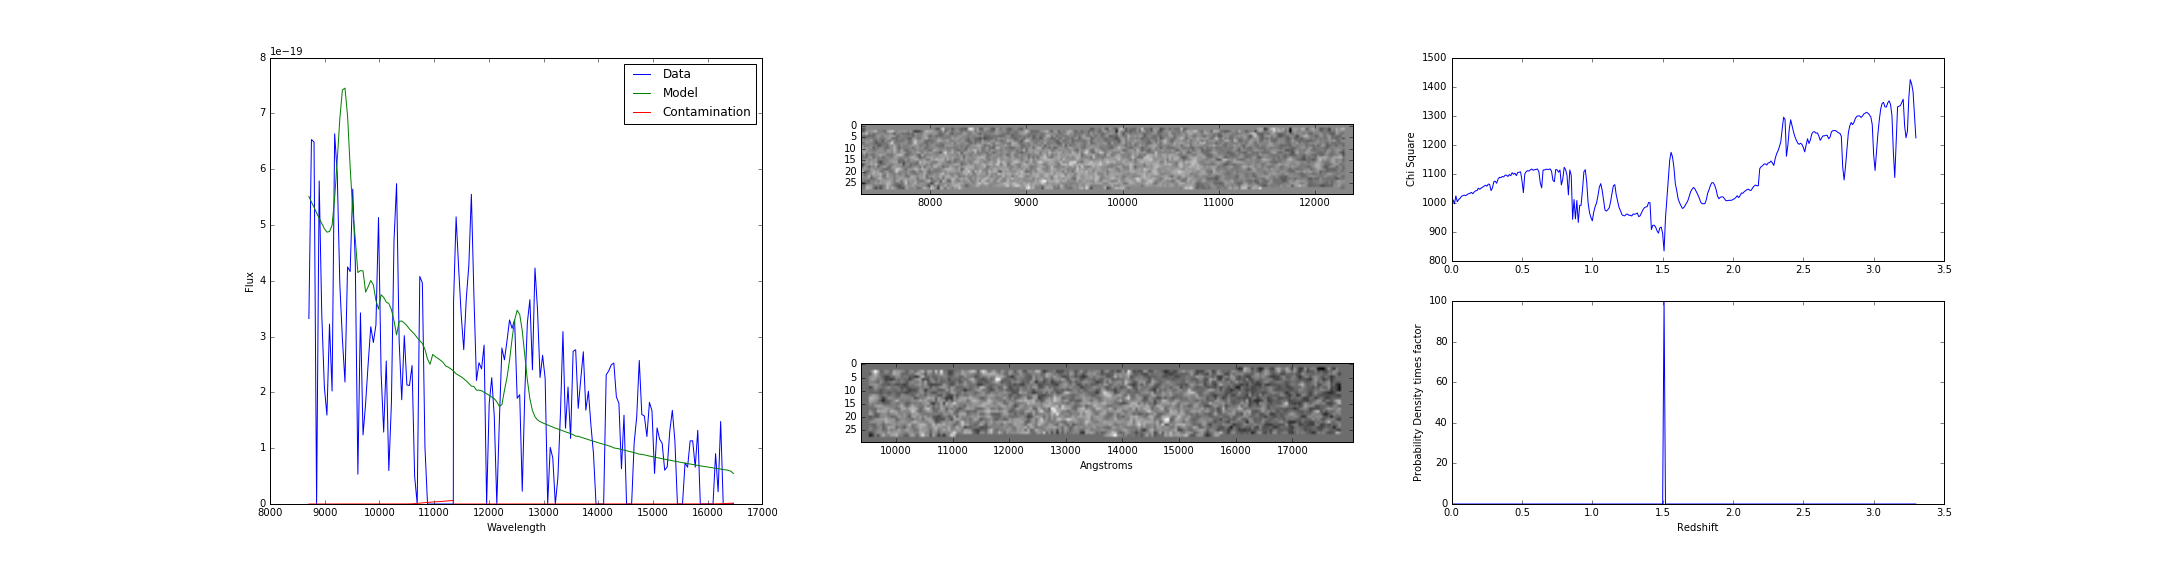 1e−19
8
7
6
5
4
3
2
1
0
Flux
8000 9000 10000 11000 12000 13000 14000 15000 16000 17000
Wavelength
Data
Model
Contamination
0
5
10
15
20
25
8000 9000 10000 11000 12000
0
5
10
15
20
25
10000 11000 12000 13000 14000 15000 16000 17000
Angstroms
1500
1400
1300
1200
1100
1000
900
800
Chi Square
0.0 0.5 1.0 1.5 2.0 2.5 3.0 3.5
100
80
60
40
20
0
Probability Density times factor
0.0 0.5 1.0 1.5 2.0 2.5 3.0 3.5
Redshift